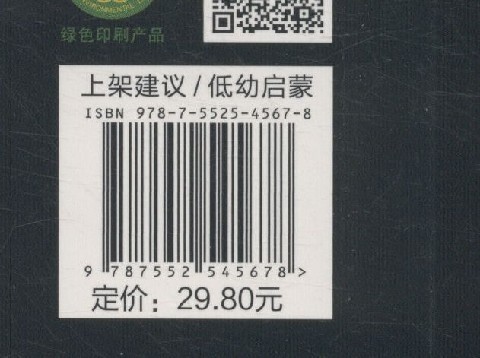 绿色印刷产品
上架建议 / 低幼启蒙
ISBN 978-7-5525-4567-8
9 787552 545678 >
定价：29.80元